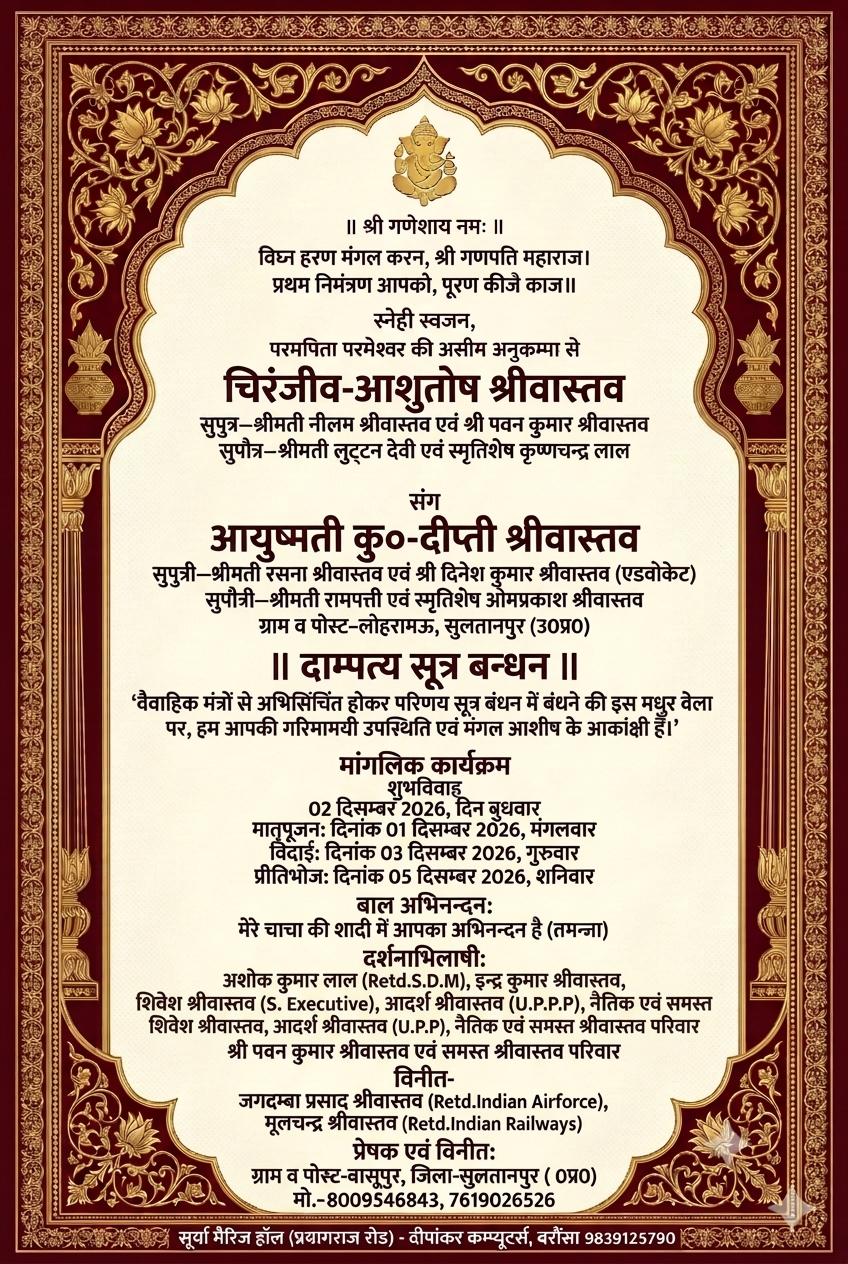 ॥ श्री गणेशाय नमः ॥
विघ्न हरण मंगल करन, श्री गणपति महाराज।
प्रथम निमंत्रण आपको, पूरण कीजै काज॥
स्नेही स्वजन,
परमपिता परमेश्वर की असीम अनुकम्पा से
चिरंजीव-आशुतोष श्रीवास्तव
सुपुत्र–श्रीमती नीलम श्रीवास्तव एवं श्री पवन कुमार श्रीवास्तव
सुपौत्र–श्रीमती लुट्टन देवी एवं स्मृतिशेष कृष्णचन्द्र लाल
संग
आयुष्मती कु०-दीप्ती श्रीवास्तव
सुपुत्री–श्रीमती रसना श्रीवास्तव एवं श्री दिनेश कुमार श्रीवास्तव (एडवोकेट)
सुपौत्री–श्रीमती रामपत्ती एवं स्मृतिशेष ओमप्रकाश श्रीवास्तव
ग्राम व पोस्ट–लोहरामऊ, सुलतानपुर (30प्र0)
॥ दाम्पत्य सूत्र बन्धन ॥
‘वैवाहिक मंत्रों से अभिसिंचित होकर परिणय सूत्र बंधन में बंधने की इस मधुर वेला
पर, हम आपकी गरिमामयी उपस्थिति एवं मंगल आशीष के आकांक्षी हैं।’
मांगलिक कार्यक्रम
शुभविवाह
02 दिसम्बर 2026, दिन बुधवार
मातृपूजन: दिनांक 01 दिसम्बर 2026, मंगलवार
विदाई: दिनांक 03 दिसम्बर 2026, गुरुवार
प्रीतिभोज: दिनांक 05 दिसम्बर 2026, शनिवार
बाल अभिनन्दन:
मेरे चाचा की शादी में आपका अभिनन्दन है (तमन्जा)
दर्शनाभिलाषी:
अशोक कुमार लाल (Retd.S.D.M), इन्द्र कुमार श्रीवास्तव,
शिवेश श्रीवास्तव (S. Executive), आदर्श श्रीवास्तव (U.P.P.P), नैतिक एवं समस्त
शिवेश श्रीवास्तव, आदर्श श्रीवास्तव (U.P.P), नैतिक एवं समस्त श्रीवास्तव परिवार
श्री पवन कुमार श्रीवास्तव एवं समस्त श्रीवास्तव परिवार
विनीत-
जगदम्बा प्रसाद श्रीवास्तव (Retd.Indian Airforce),
मूलचन्द्र श्रीवास्तव (Retd.Indian Railways)
प्रेषक एवं विनीत:
ग्राम व पोस्ट-वासूपुर, जिला-सुलतानपुर ( 0प्र0)
मो.-8009546843, 7619026526
सूर्या मैरिज हॉल (प्रयागराज रोड) - दीपांकर कम्प्यूटर्स, बरौंसा 9839125790